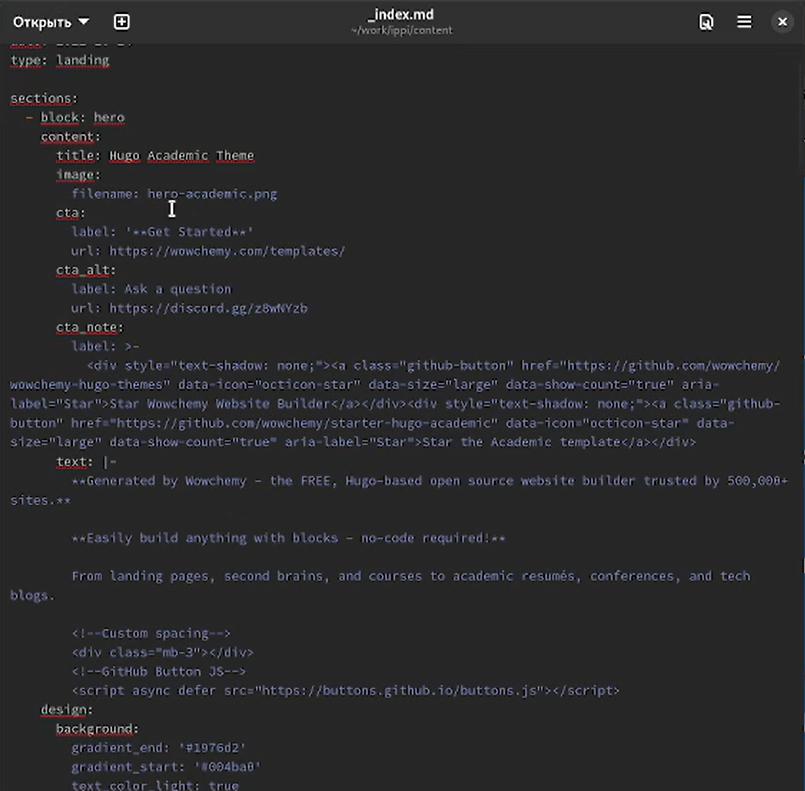 Открыть
_index.md
~/work/ippi/content
type: landing
sections:
- block: hero
content:
title: Hugo Academic Theme
image:
filename: hero-academic.png
cta:
label: '**Get Started**'
url: https://wowchemy.com/templates/
cta_alt:
label: Ask a question
url: https://discord.gg/z8wNYzb
cta_note:
label: >-
<div style="text-shadow: none;"><a class="github-button" href="https://github.com/wowchemy/
wowchemy-hugo-themes" data-icon="octicon-star" data-size="large" data-show-count="true" aria-
label="Star">Star Wowchemy Website Builder</a></div><div style="text-shadow: none;"><a class="github-
button" href="https://github.com/wowchemy/starter-hugo-academic" data-icon="octicon-star" data-
size="large" data-show-count="true" aria-label="Star">Star the Academic template</a></div>
text: |-
**Generated by Wowchemy - the FREE, Hugo-based open source website builder trusted by 500,000+
sites.**
**Easily build anything with blocks - no-code required!**
From landing pages, second brains, and courses to academic resumés, conferences, and tech
blogs.
<!--Custom spacing-->
<div class="mb-3"></div>
<!--GitHub Button JS-->
<script async defer src="https://buttons.github.io/buttons.js"></script>
design:
background:
gradient_end: '#1976d2'
gradient_start: '#004ba0'
text_color_light: true